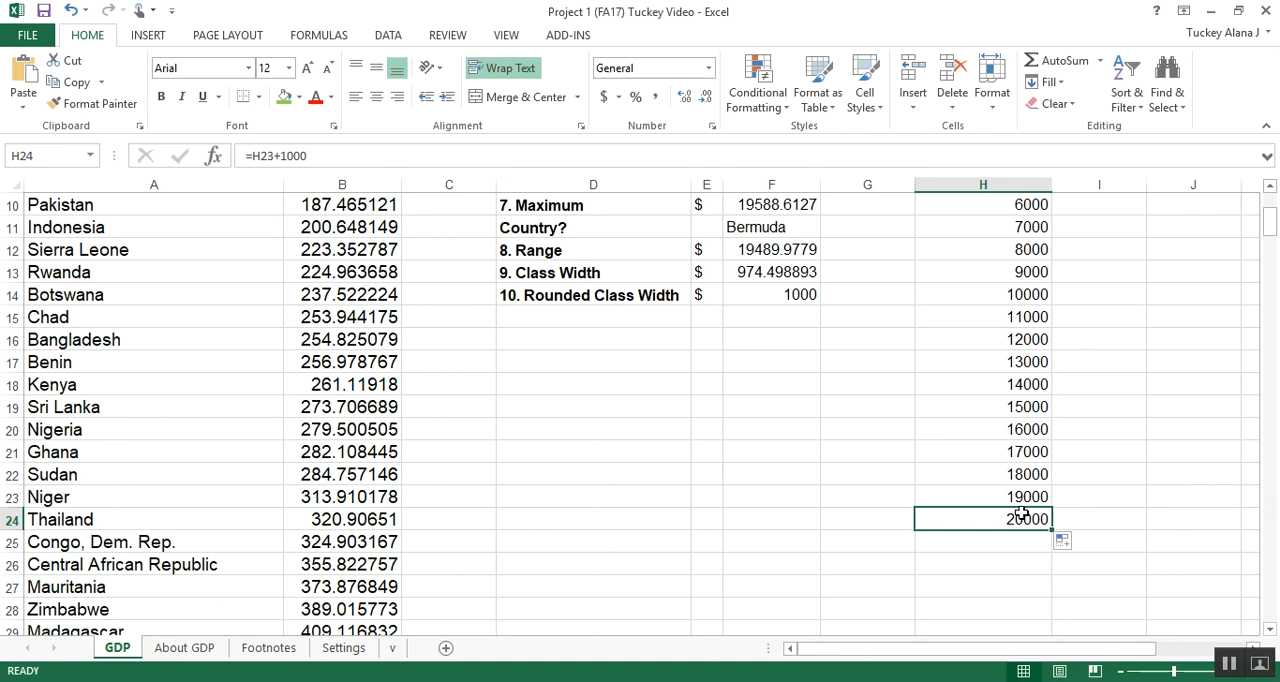 Project 1 (FA17) Tuckey Video - Excel
?
FILE HOME INSERT PAGE LAYOUT FORMULAS DATA REVIEW VIEW ADD-INS Tuckey Alana J
Paste
Cut
Copy
Format Painter
Clipboard
Arial 12
B I U
Font
Wrap Text
Merge & Center
Alignment
General
$ % ,
Number
Conditional Formatting
Format as Table
Cell Styles
Styles
Insert
Delete
Format
Cells
AutoSum
Fill
Clear
Sort & Filter
Find & Select
Editing
H24 fx =H23+1000
A B C D E F G H I J
10 Pakistan 187.465121 7. Maximum $ 19588.6127 6000
11 Indonesia 200.648149 Country? Bermuda 7000
12 Sierra Leone 223.352787 8. Range $ 19489.9779 8000
13 Rwanda 224.963658 9. Class Width $ 974.498893 9000
14 Botswana 237.522224 10. Rounded Class Width $ 1000 10000
15 Chad 253.944175 11000
16 Bangladesh 254.825079 12000
17 Benin 256.978767 13000
18 Kenya 261.11918 14000
19 Sri Lanka 273.706689 15000
20 Nigeria 279.500505 16000
21 Ghana 282.108445 17000
22 Sudan 284.757146 18000
23 Niger 313.910178 19000
24 Thailand 320.90651 20000
25 Congo, Dem. Rep. 324.903167
26 Central African Republic 355.822757
27 Mauritania 373.876849
28 Zimbabwe 389.015773
29 Madagascar 409.116832
GDP About GDP Footnotes Settings v
READY